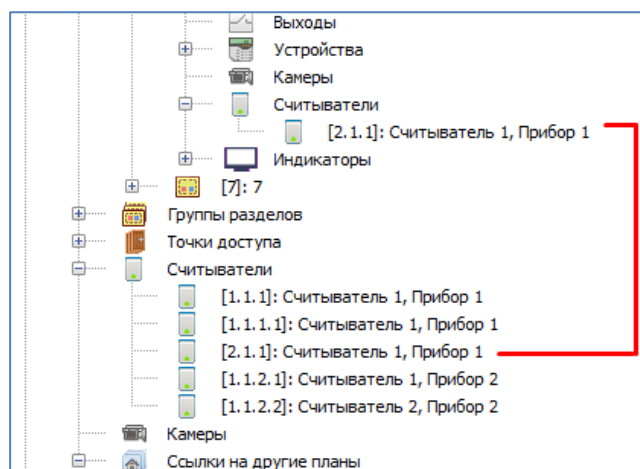 Выходы
Устройства
Камеры
Считыватели
[2.1.1]: Считыватель 1, Прибор 1
Индикаторы
[7]: 7
Группы разделов
Точки доступа
Считыватели
[1.1.1]: Считыватель 1, Прибор 1
[1.1.1.1]: Считыватель 1, Прибор 1
[2.1.1]: Считыватель 1, Прибор 1
[1.1.2.1]: Считыватель 1, Прибор 2
[1.1.2.2]: Считыватель 2, Прибор 2
Камеры
Ссылки на другие планы